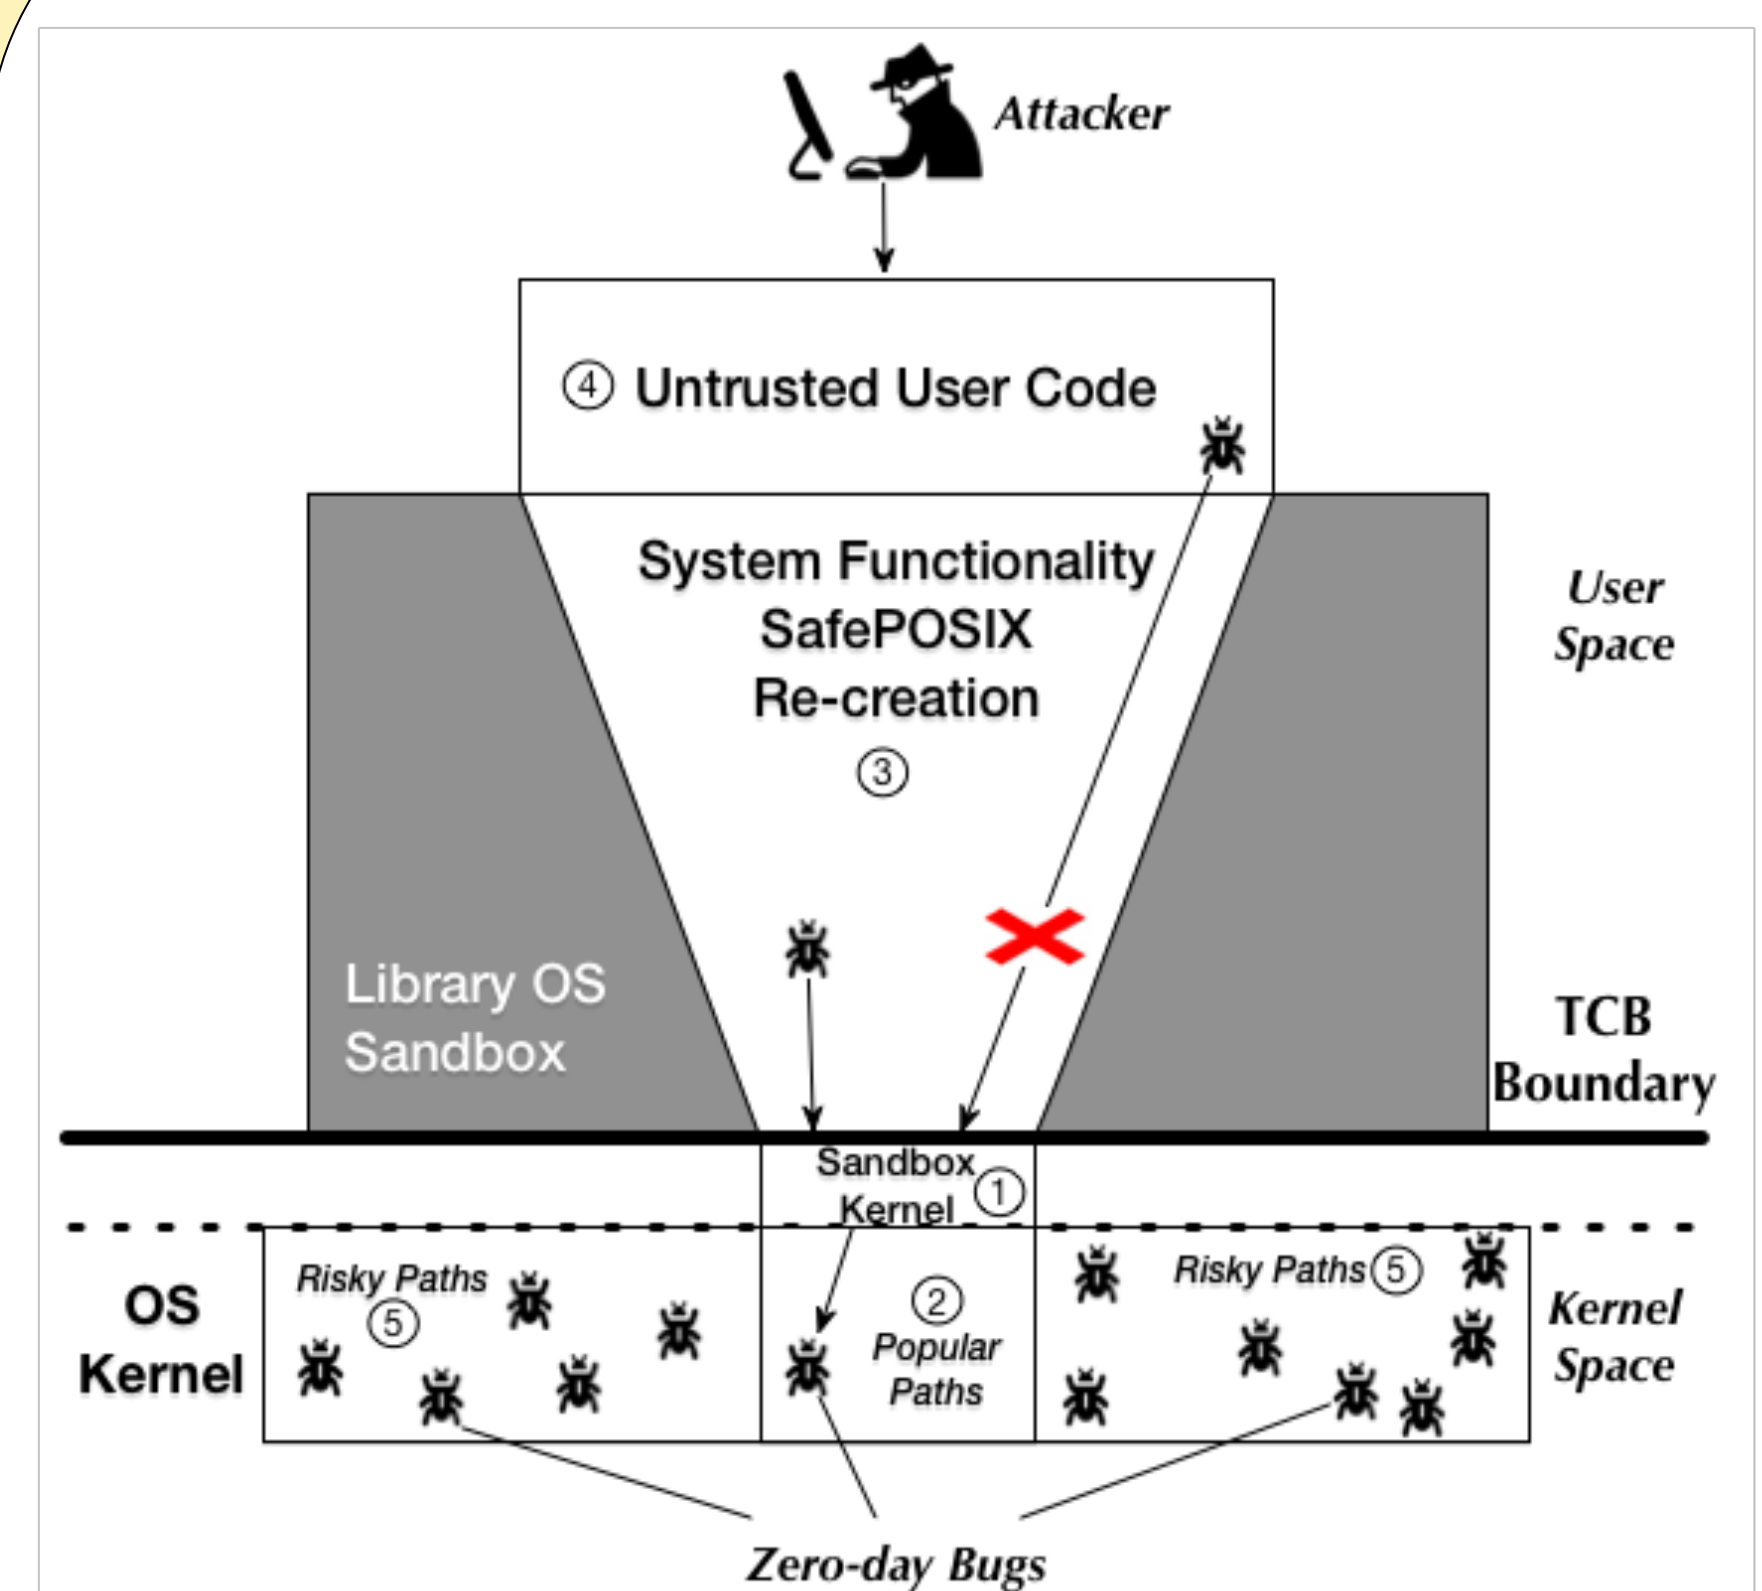 Attacker
④ Untrusted User Code
System Functionality
SafePOSIX
Re-creation
③
User
Space
Library OS
Sandbox
TCB
Boundary
Sandbox
Kernel ①
OS
Kernel
Risky Paths
⑤
②
Popular
Paths
Risky Paths ⑤
Kernel
Space
Zero-day Bugs